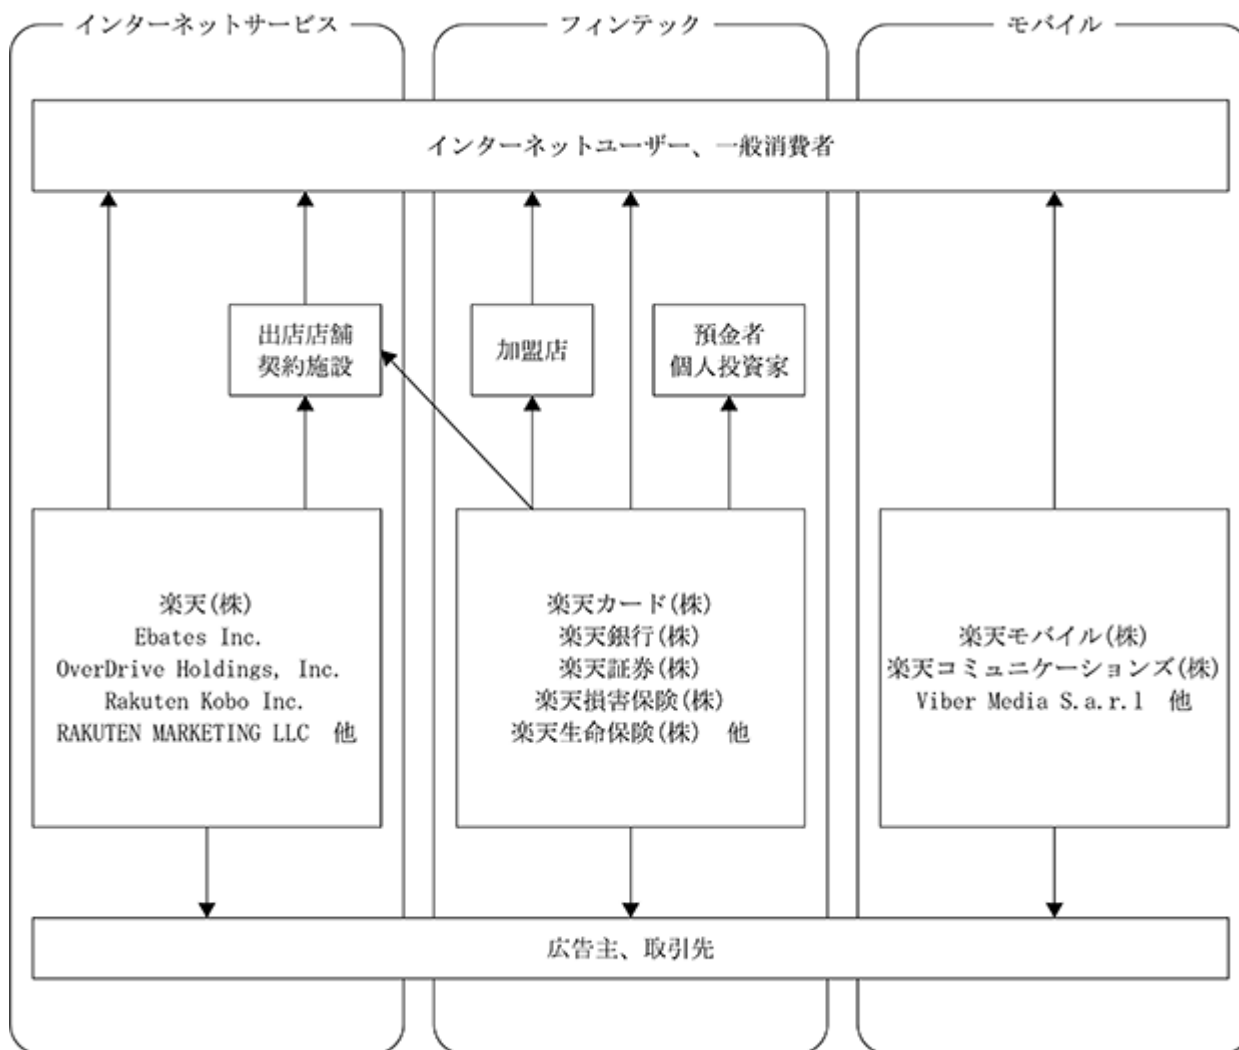 インターネットサービス
フィンテック
モバイル
インターネットユーザー、一般消費者
出店店舗
契約施設
加盟店
預金者
個人投資家
楽天(株)
Ebates Inc.
OverDrive Holdings, Inc.
Rakuten Kobo Inc.
RAKUTEN MARKETING LLC 他
楽天カード(株)
楽天銀行(株)
楽天証券(株)
楽天損害保険(株)
楽天生命保険(株) 他
楽天モバイル(株)
楽天コミュニケーションズ(株)
Viber Media S.a.r.l 他
広告主、取引先